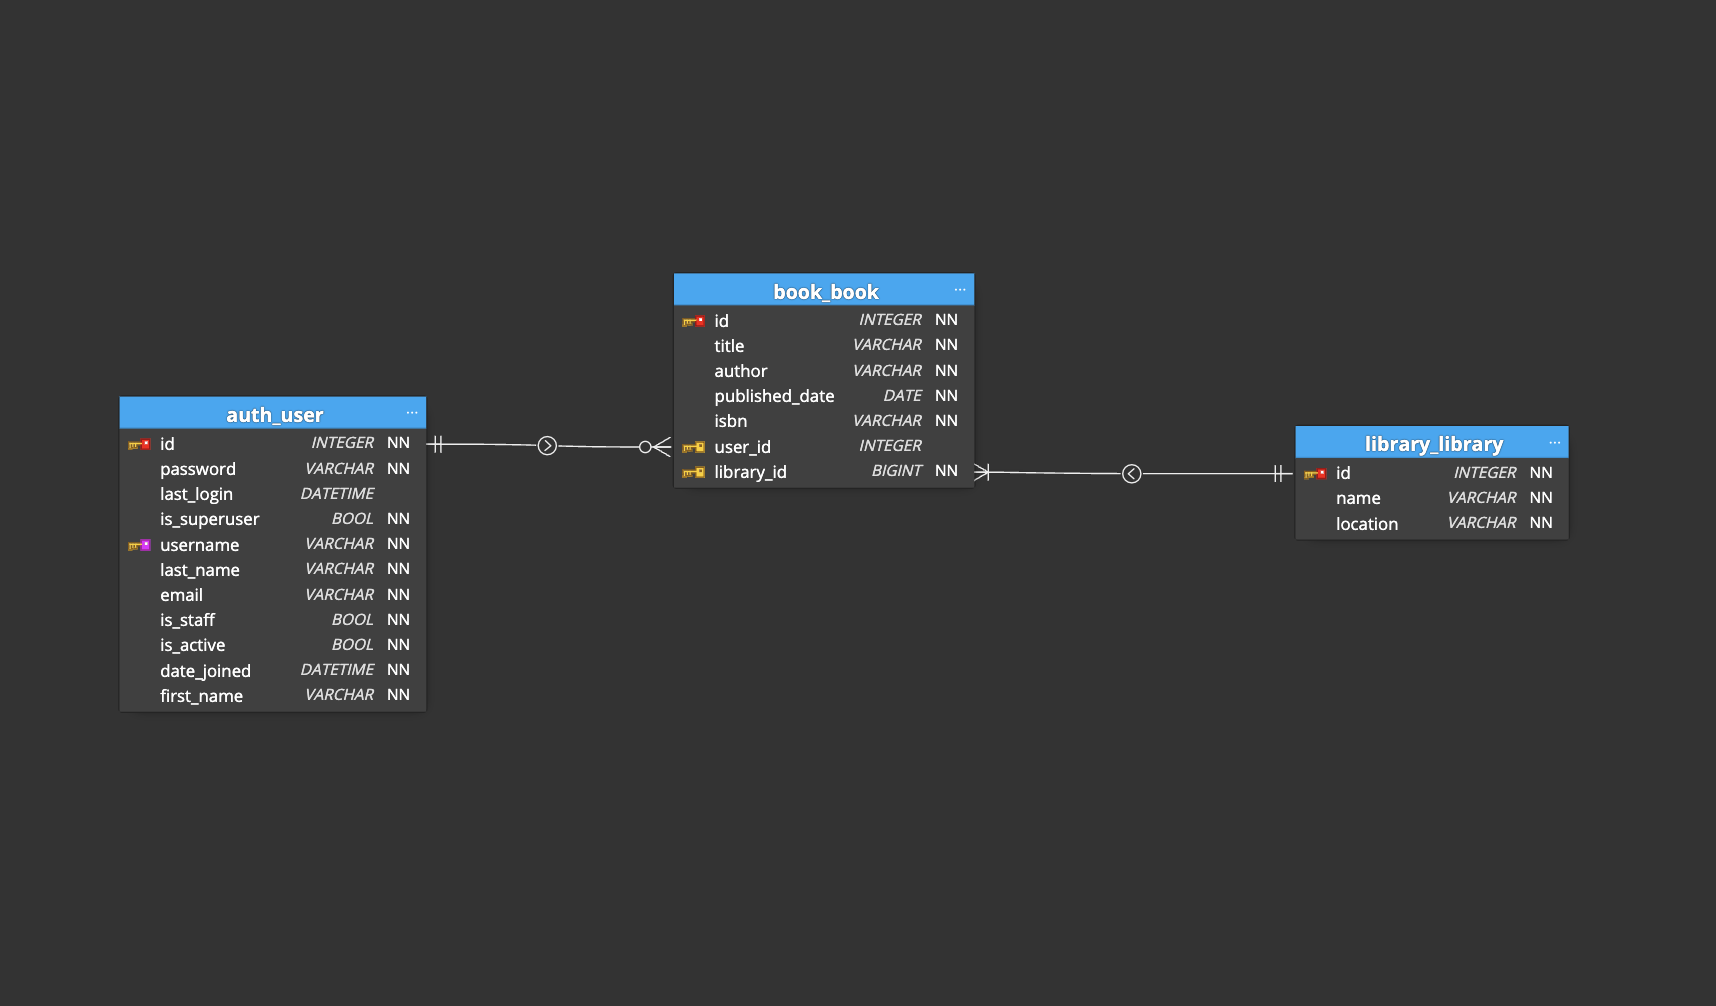 book_book ...
id INTEGER NN
title VARCHAR NN
author VARCHAR NN
published_date DATE NN
isbn VARCHAR NN
user_id INTEGER
library_id BIGINT NN
auth_user ...
id INTEGER NN
password VARCHAR NN
last_login DATETIME
is_superuser BOOL NN
username VARCHAR NN
last_name VARCHAR NN
email VARCHAR NN
is_staff BOOL NN
is_active BOOL NN
date_joined DATETIME NN
first_name VARCHAR NN
library_library ...
id INTEGER NN
name VARCHAR NN
location VARCHAR NN